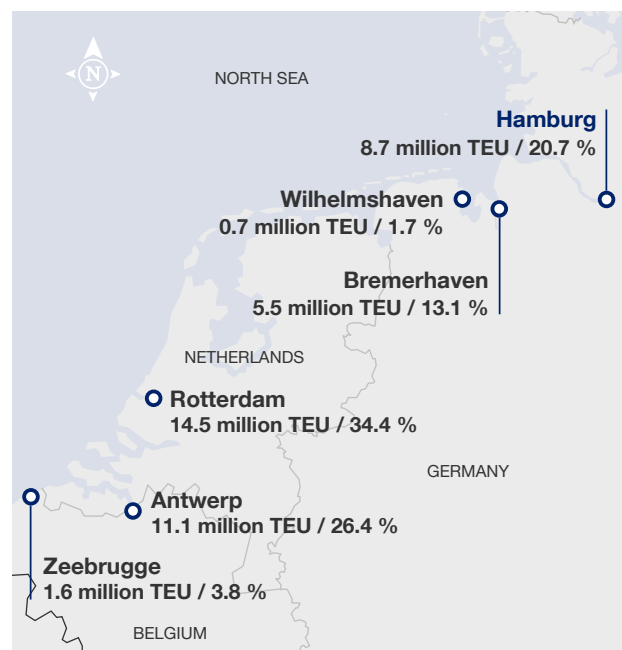 N
NORTH SEA
Hamburg
8.7 million TEU / 20.7 %
Wilhelmshaven
0.7 million TEU / 1.7 %
Bremerhaven
5.5 million TEU / 13.1 %
NETHERLANDS
Rotterdam
14.5 million TEU / 34.4 %
GERMANY
Antwerp
11.1 million TEU / 26.4 %
Zeebrugge
1.6 million TEU / 3.8 %
BELGIUM